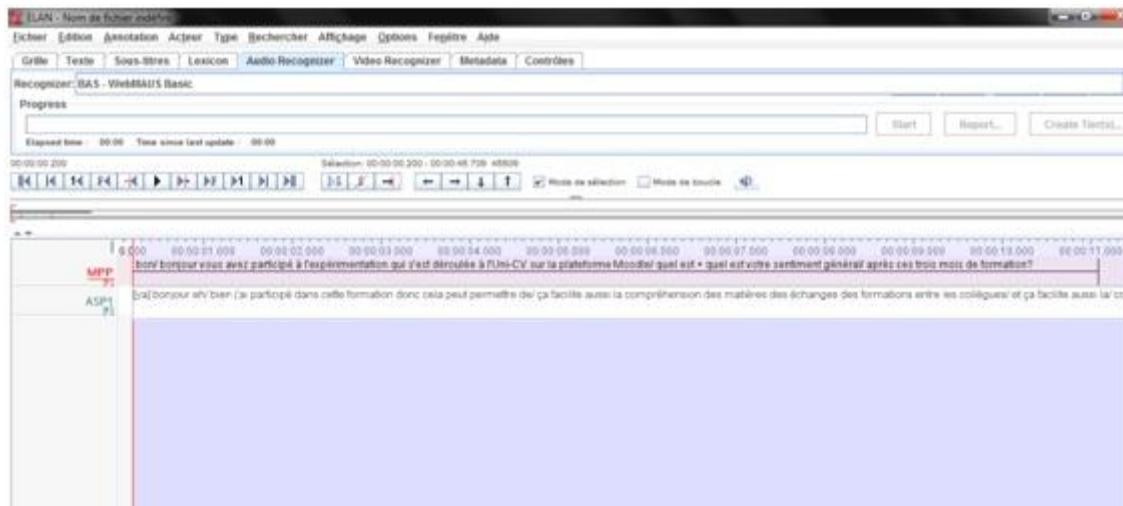 ELAN - Nom de fichier indéfini
Fichier Edition Annotation Acteur Type Rechercher Affichage Options Fenêtre Aide
Grille Texte Sous-titres Lexicon Audio Recognizer Video Recognizer Metadata Contrôles
Recognizer: BAS - WebMAUS Basic
Progress
Start Report... Create Tier(s)...
Elapsed time : 00:00 Time since last update : 00:00
00:00:00.200 Sélection: 00:00:00.200 - 00:00:45.709 45509
Mode de sélection Mode de boucle
00:00:01.000 00:00:02.000 00:00:03.000 00:00:04.000 00:00:05.000 00:00:06.000 00:00:07.000 00:00:08.000 00:00:09.000 00:00:10.000 00:00:11.000
MPP bon/ bonjour vous avez participé à l'expérimentation qui s'est déroulée à l'Uni-CV sur la plateforme Moodle/ quel est + quel est votre sentiment général/ après ces trois mois de formation?
ASP1 bonjour eh/ bien j'ai participé dans cette formation donc cela peut permettre de/ ça facilite aussi la compréhension des matières des échanges des formations entre les collègues/ et ça facilite aussi la/